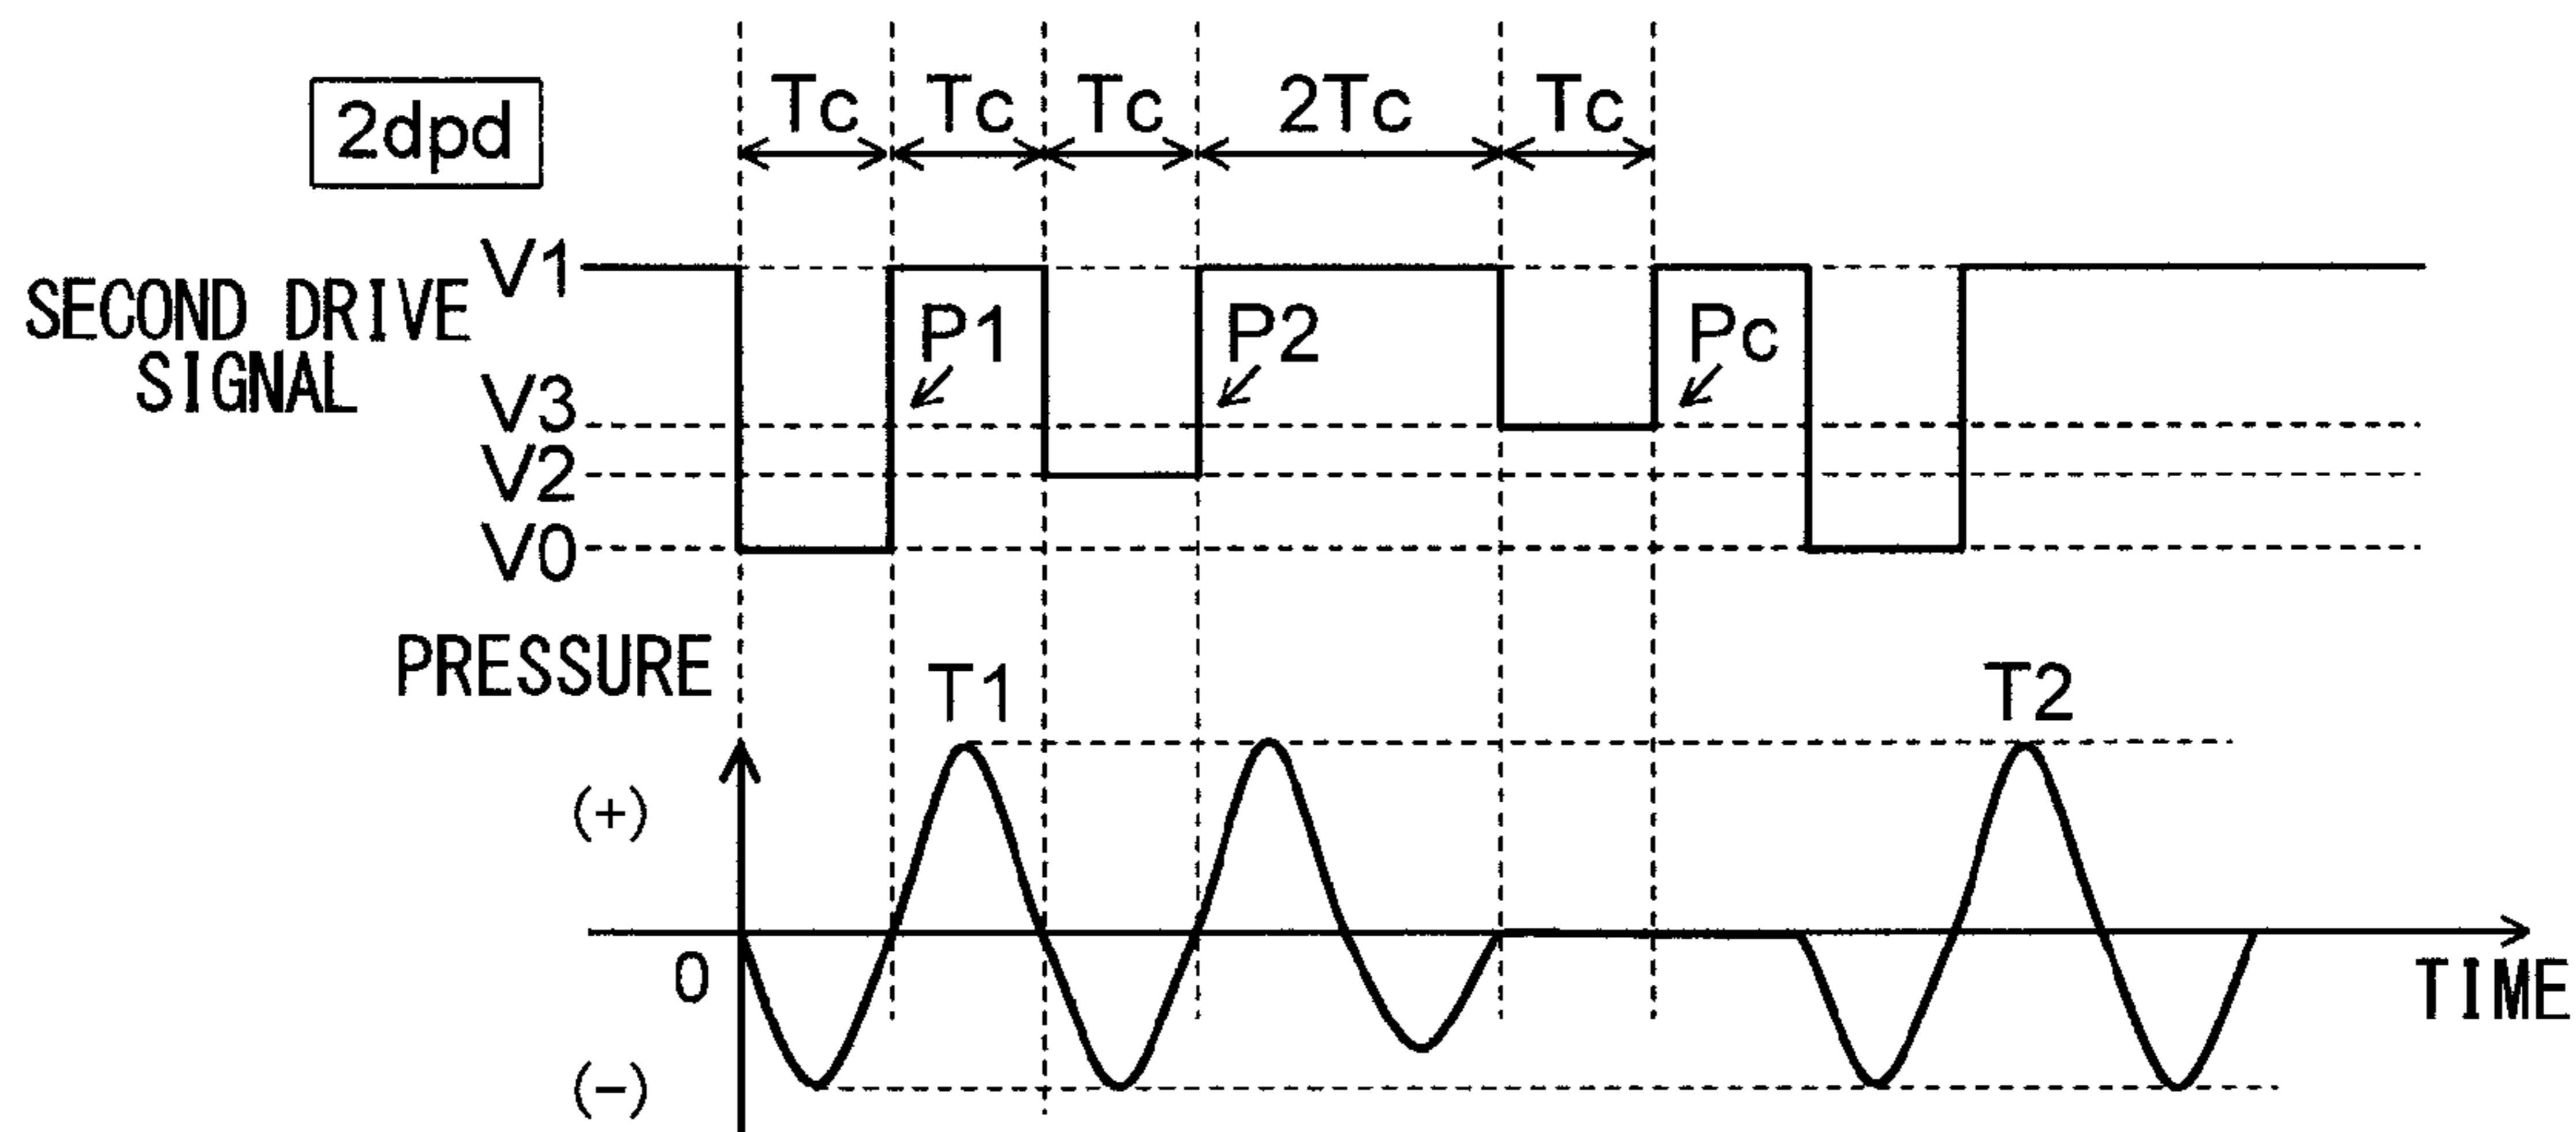 2dpd
Tc Tc Tc 2Tc Tc
SECOND DRIVE
SIGNAL
V1
P1 P2 Pc
V3
V2
V0
PRESSURE
T1 T2
(+)
0
TIME
(-)